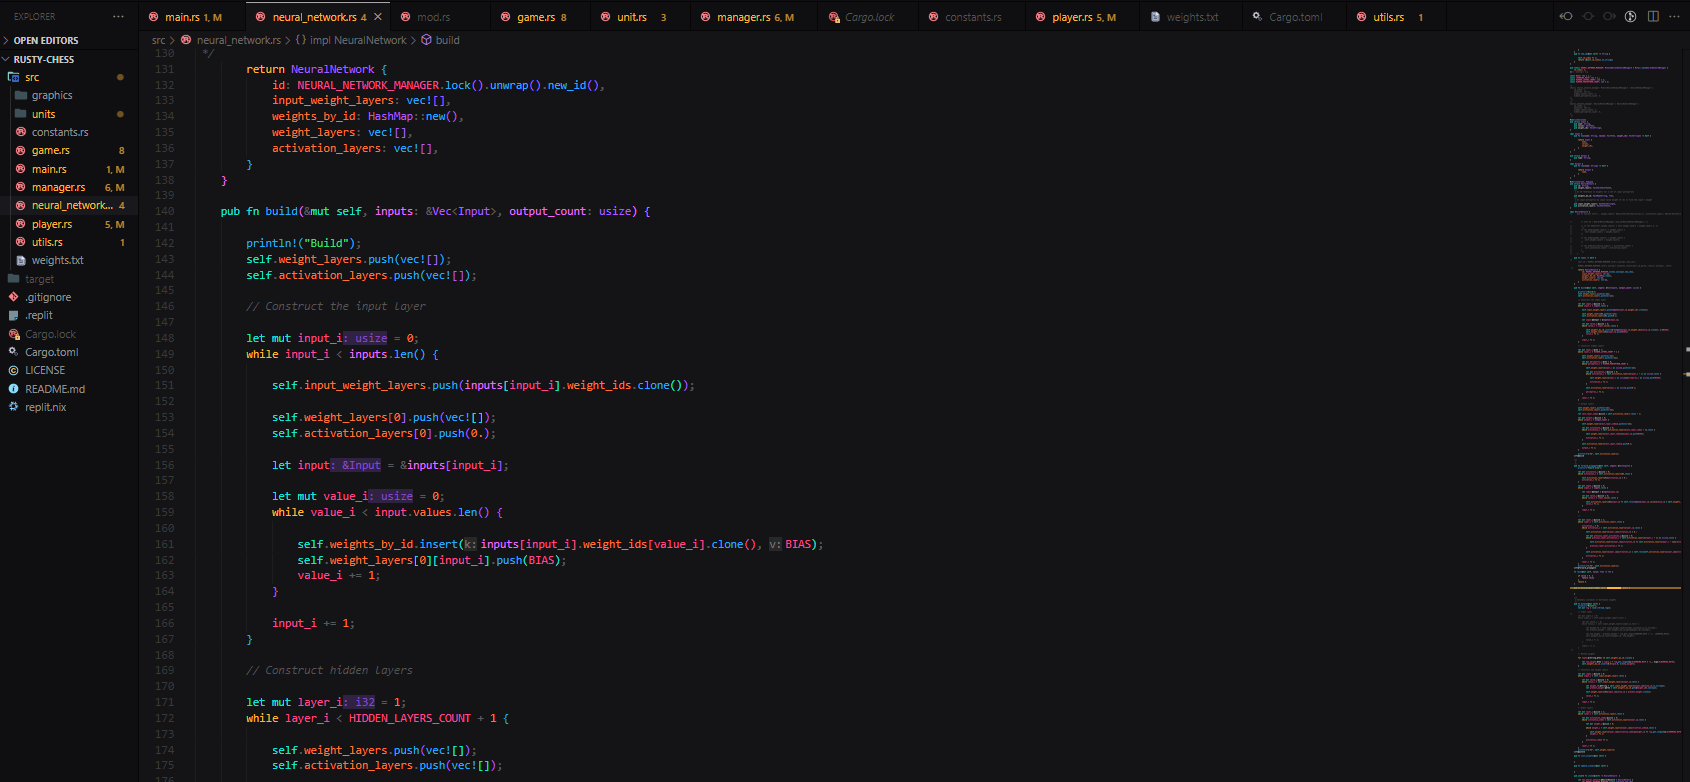 EXPLORER ···
main.rs 1, M
neural_network.rs 4
mod.rs
game.rs 8
unit.rs 3
manager.rs 6, M
Cargo.lock
constants.rs
player.rs 5, M
weights.txt
Cargo.toml
utils.rs 1
OPEN EDITORS
RUSTY-CHESS
src
graphics
units
constants.rs
game.rs 8
main.rs 1, M
manager.rs 6, M
neural_network... 4
player.rs 5, M
utils.rs 1
weights.txt
target
.gitignore
.replit
Cargo.lock
Cargo.toml
LICENSE
README.md
replit.nix
src > neural_network.rs > {} impl NeuralNetwork > build
130 */
131 return NeuralNetwork {
132 id: NEURAL_NETWORK_MANAGER.lock().unwrap().new_id(),
133 input_weight_layers: vec![],
134 weights_by_id: HashMap::new(),
135 weight_layers: vec![],
136 activation_layers: vec![],
137 }
138 }
139
140 pub fn build(&mut self, inputs: &Vec<Input>, output_count: usize) {
141
142 println!("Build");
143 self.weight_layers.push(vec![]);
144 self.activation_layers.push(vec![]);
145
146 // Construct the input layer
147
148 let mut input_i: usize = 0;
149 while input_i < inputs.len() {
150
151 self.input_weight_layers.push(inputs[input_i].weight_ids.clone());
152
153 self.weight_layers[0].push(vec![]);
154 self.activation_layers[0].push(0.);
155
156 let input: &Input = &inputs[input_i];
157
158 let mut value_i: usize = 0;
159 while value_i < input.values.len() {
160
161 self.weights_by_id.insert(k: inputs[input_i].weight_ids[value_i].clone(), v: BIAS);
162 self.weight_layers[0][input_i].push(BIAS);
163 value_i += 1;
164 }
165
166 input_i += 1;
167 }
168
169 // Construct hidden layers
170
171 let mut layer_i: i32 = 1;
172 while layer_i < HIDDEN_LAYERS_COUNT + 1 {
173
174 self.weight_layers.push(vec![]);
175 self.activation_layers.push(vec![]);
176